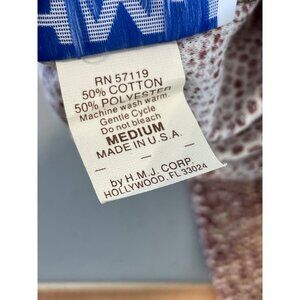 RN 57119
50% COTTON
50% POLYESTER
Machine wash warm.
Gentle Cycle
Do not bleach
MEDIUM
MADE IN U.S.A.
by H.M.J. CORP.
HOLLYWOOD, FL 33024